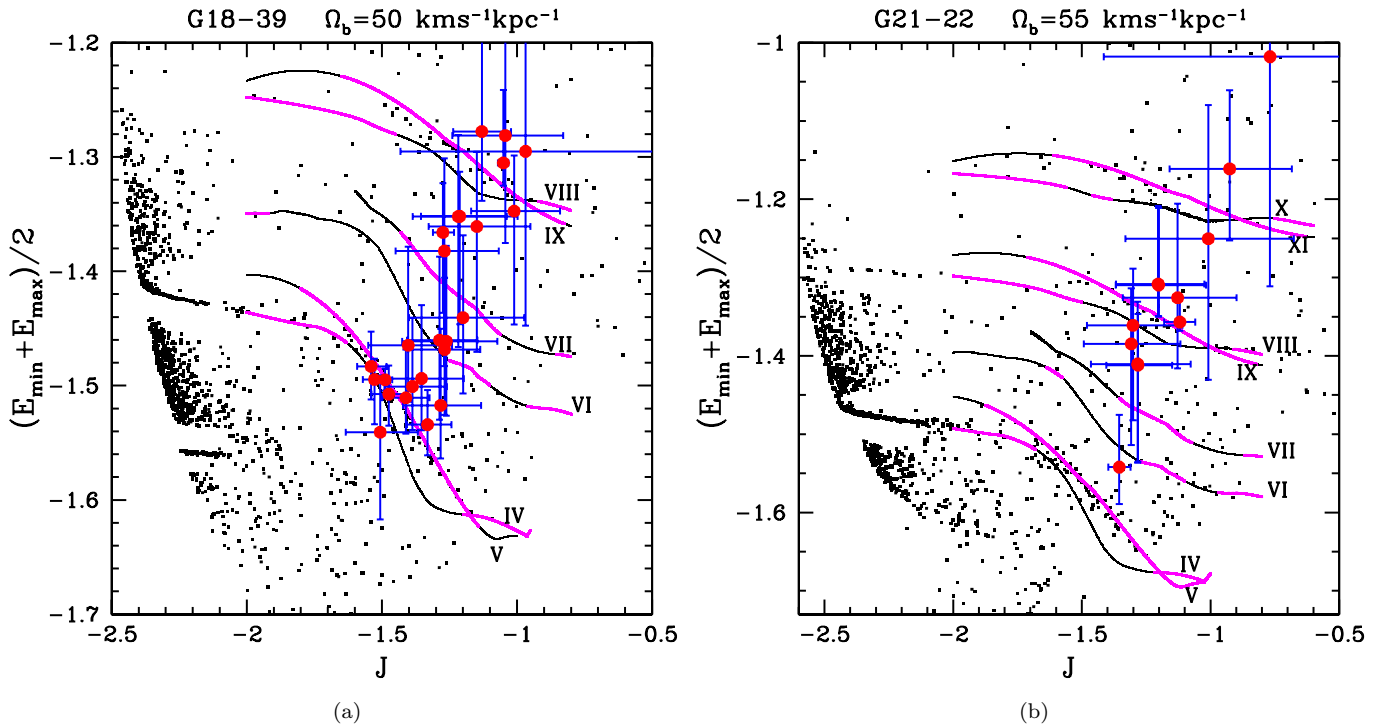 G18−39 Ω_b=50 kms⁻¹kpc⁻¹
(E_min+E_max)/2
−1.2
−1.3
−1.4
−1.5
−1.6
−1.7
−2.5
−2
−1.5
−1
−0.5
J
VIII
IX
VII
VI
IV
V
(a)
G21−22 Ω_b=55 kms⁻¹kpc⁻¹
(E_min+E_max)/2
−1
−1.2
−1.4
−1.6
−2.5
−2
−1.5
−1
−0.5
J
X
XI
VIII
IX
VII
VI
IV
V
(b)